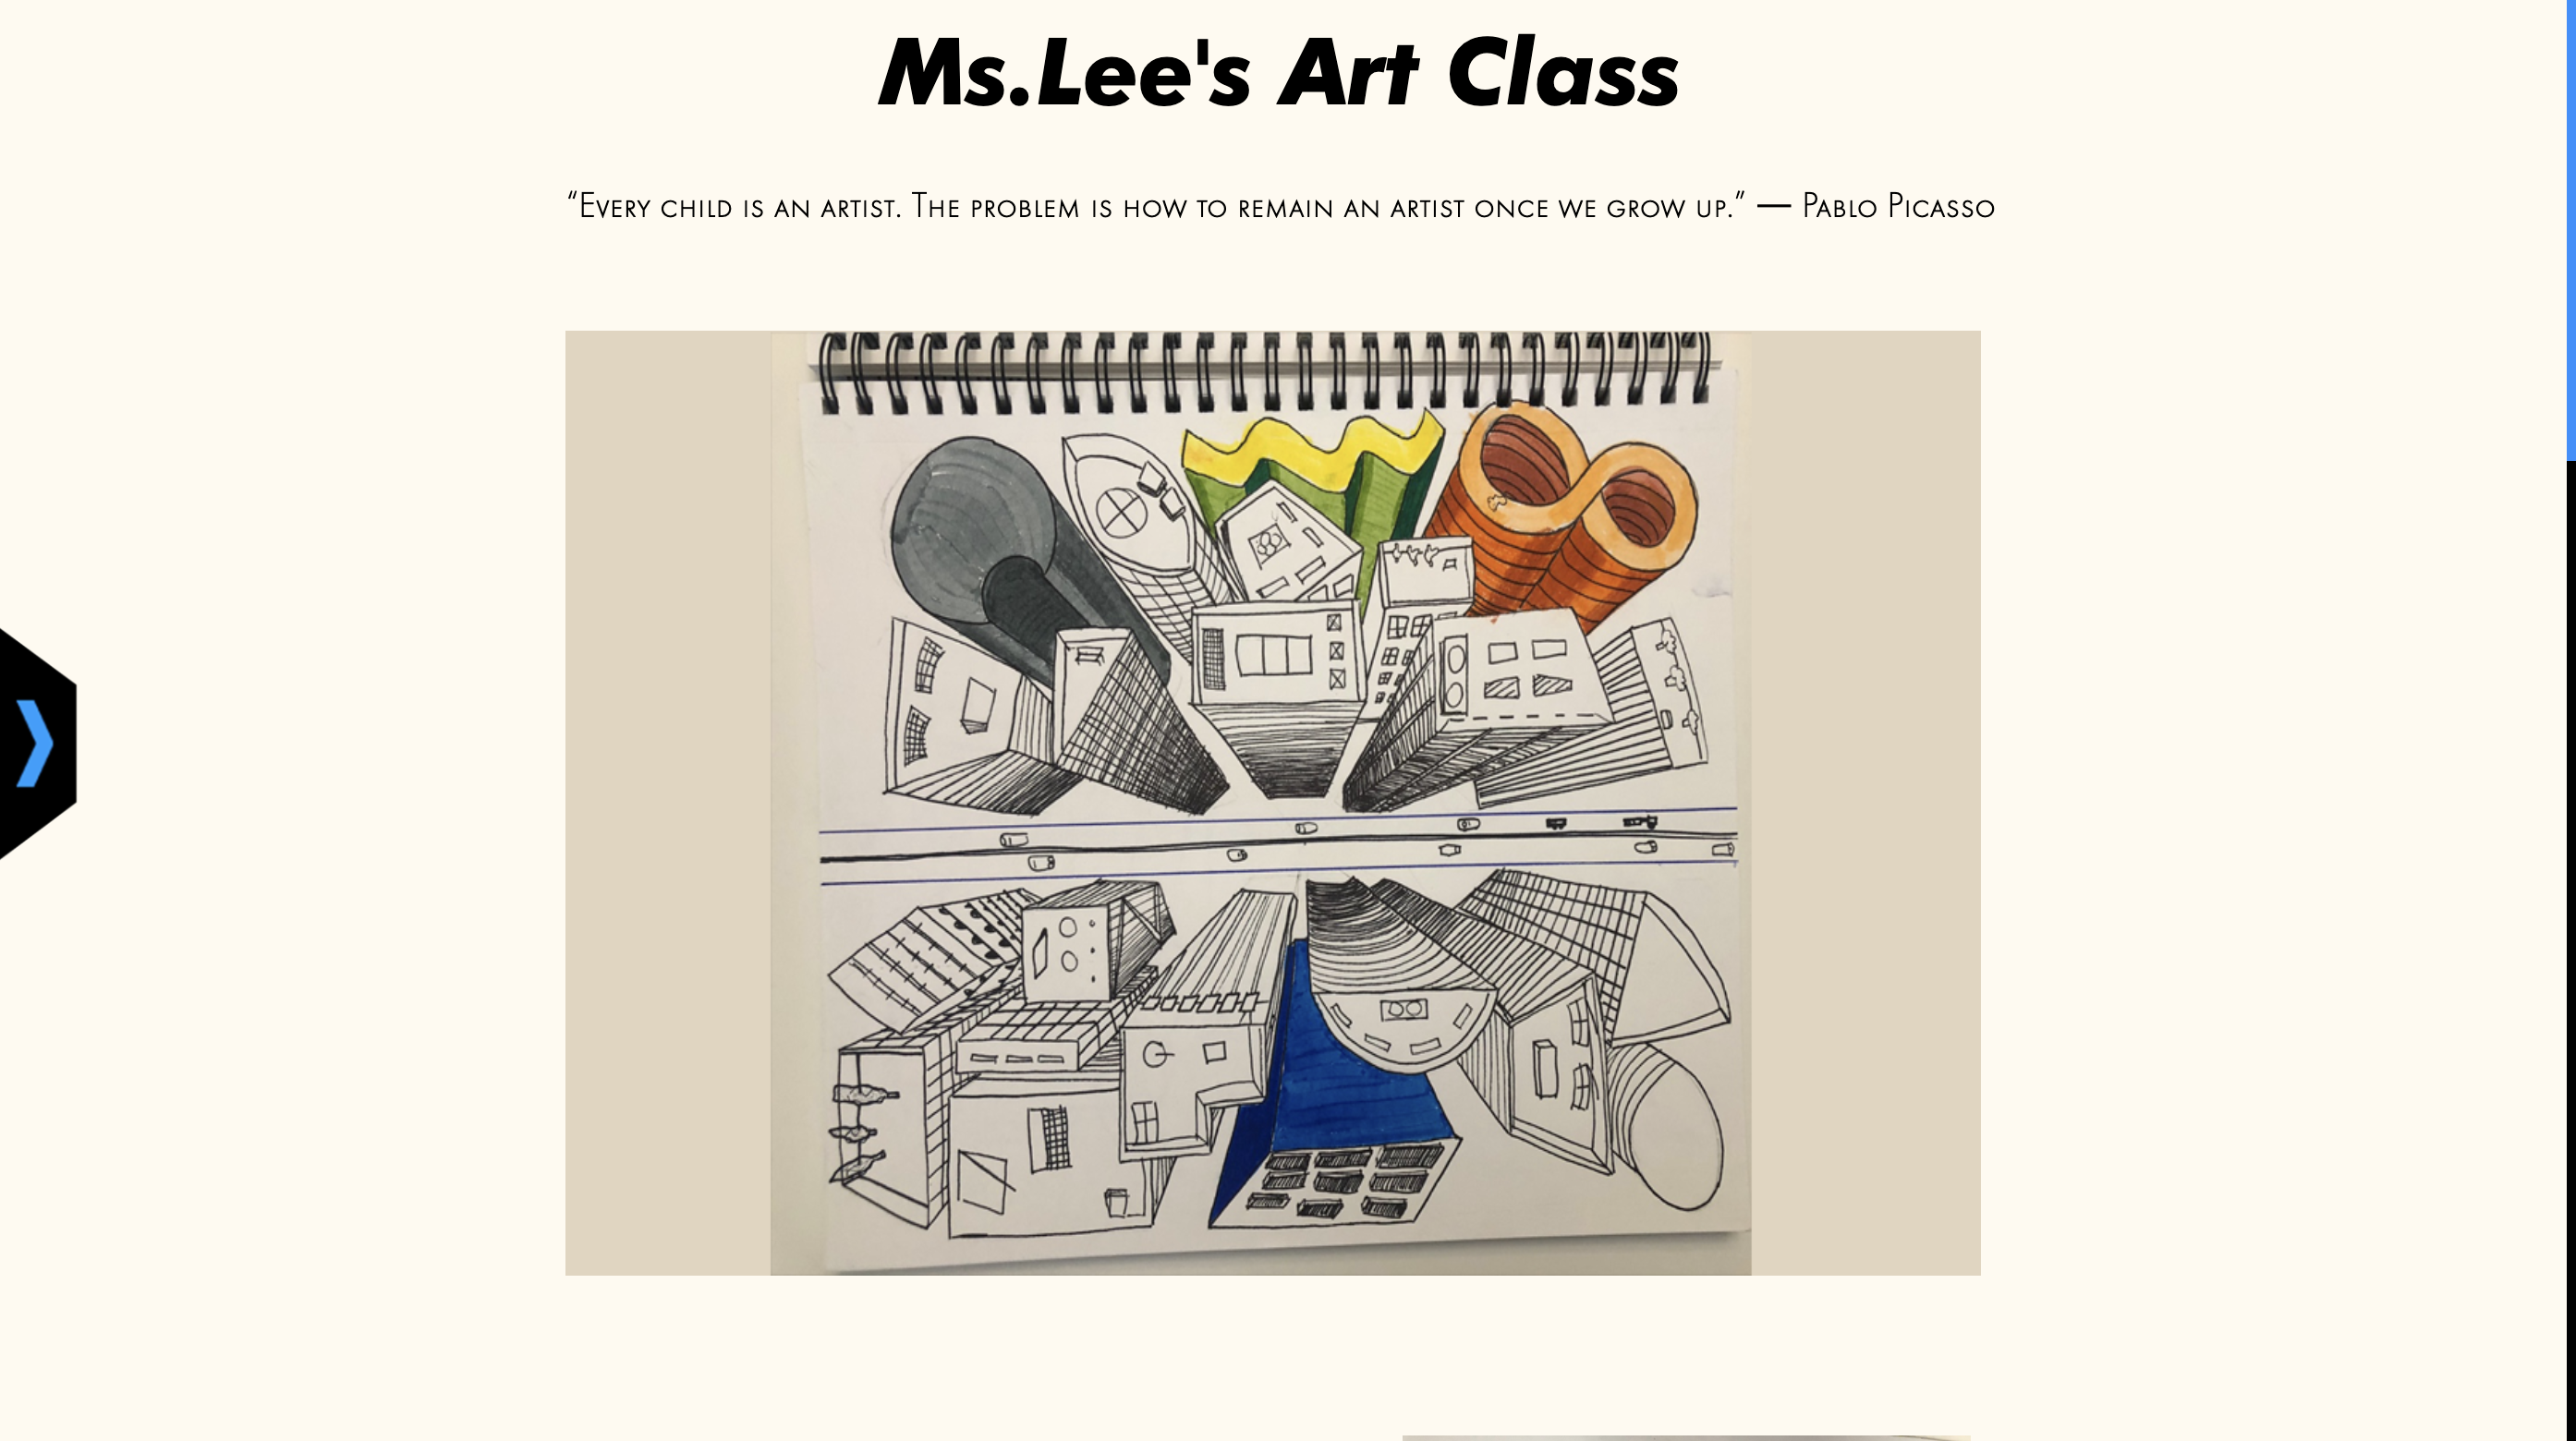 Ms.Lee's Art Class
“Every child is an artist. The problem is how to remain an artist once we grow up.” — Pablo Picasso